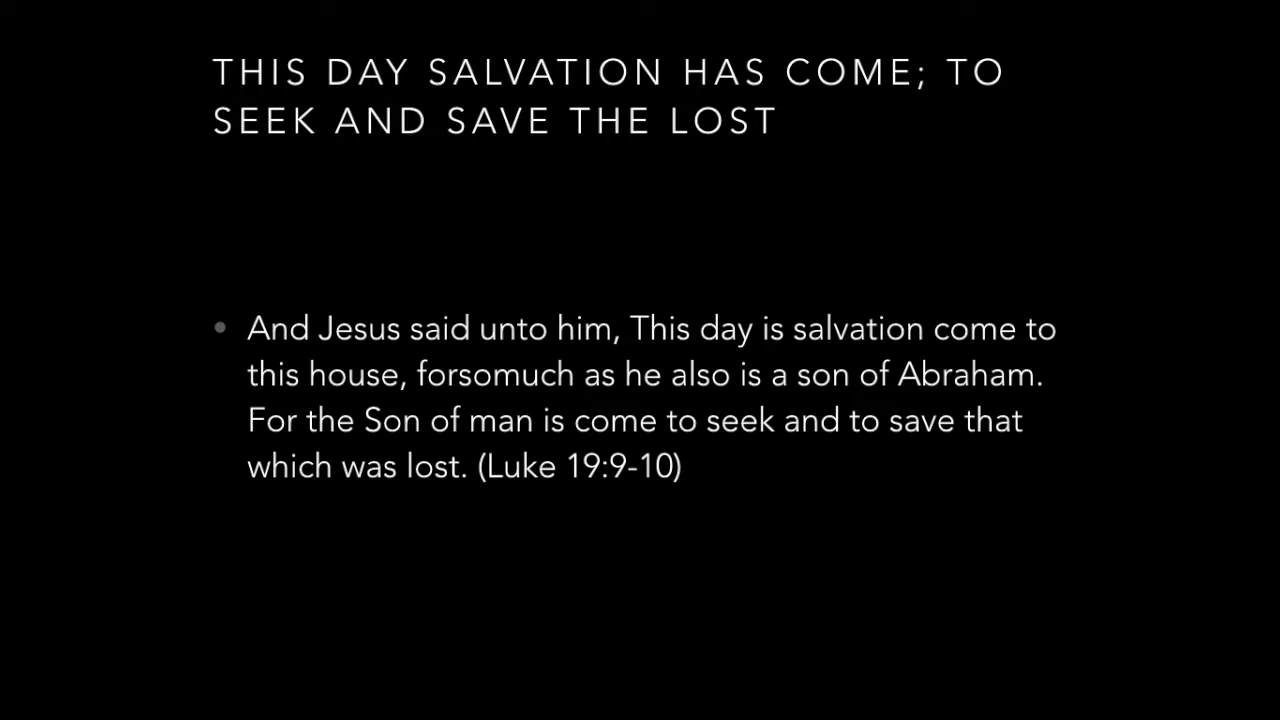 THIS DAY SALVATION HAS COME; TO
SEEK AND SAVE THE LOST
• And Jesus said unto him, This day is salvation come to
this house, forsomuch as he also is a son of Abraham.
For the Son of man is come to seek and to save that
which was lost. (Luke 19:9-10)